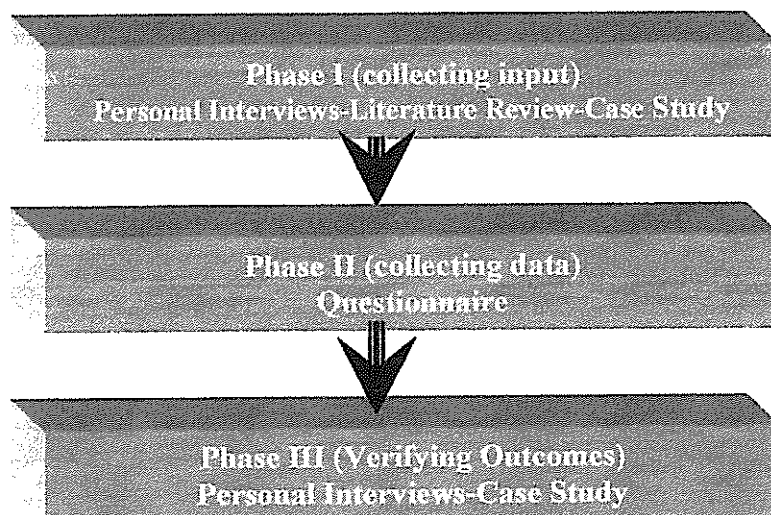 Phase I (collecting input)
Personal Interviews-Literature Review-Case Study
Phase II (collecting data)
Questionnaire
Phase III (Verifying Outcomes)
Personal Interviews-Case Study